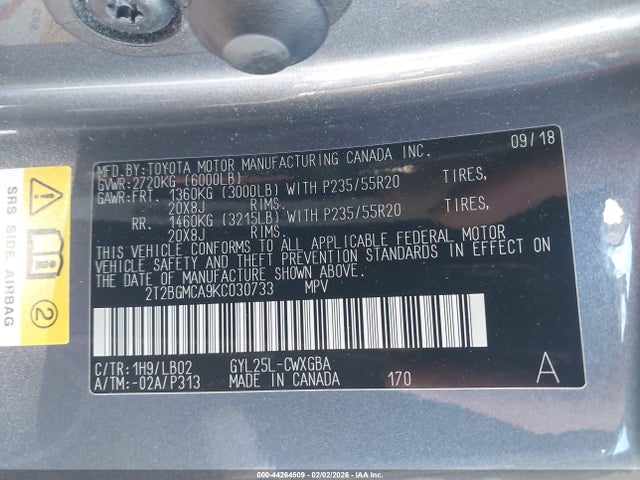 MFD.BY:TOYOTA MOTOR MANUFACTURING CANADA INC. 09/18
GVWR:2720KG (6000LB)
GAWR:FRT. 1360KG (3000LB) WITH P235/55R20 TIRES,
20X8J RIMS.
RR. 1460KG (3215LB) WITH P235/55R20 TIRES,
20X8J RIMS.
THIS VEHICLE CONFORMS TO ALL APPLICABLE FEDERAL MOTOR
VEHICLE SAFETY AND THEFT PREVENTION STANDARDS IN EFFECT ON
THE DATE OF MANUFACTURE SHOWN ABOVE.
2T2BGMCA9KC030733 MPV
C/TR: 1H9/LB02 GYL25L-CWXGBA
A/TM: -02A/P313 MADE IN CANADA 170 A
SRS SIDE AIRBAG
2
000-44264509 - 02/02/2026 - IAAI.COM